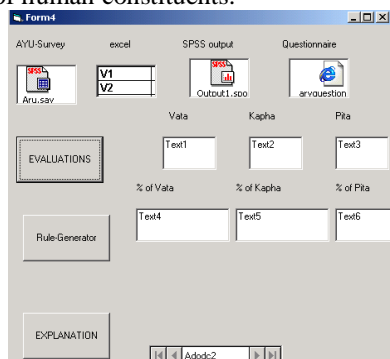 of human constituents.
Form4
AYU-Survey excel SPSS output Questionnaire
SPSS V1 SPSS
V2
Aru.sav Output1.spo aryquestion
Vata Kapha Pita
EVALUATIONS Text1 Text2 Text3
% of Vata % of Kapha % of Pita
Text4 Text5 Text6
Rule-Generator
EXPLANATION
Adodc2